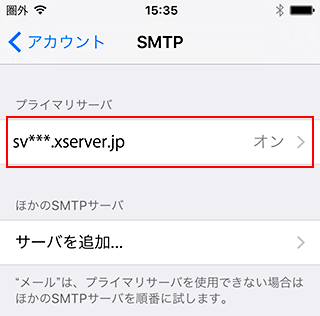 圏外 15:35
アカウント SMTP
プライマリサーバ
sv***.xserver.jp オン
ほかのSMTPサーバ
サーバを追加...
“メール”は、プライマリサーバを使用できない場合は
ほかのSMTPサーバを順番に試します。